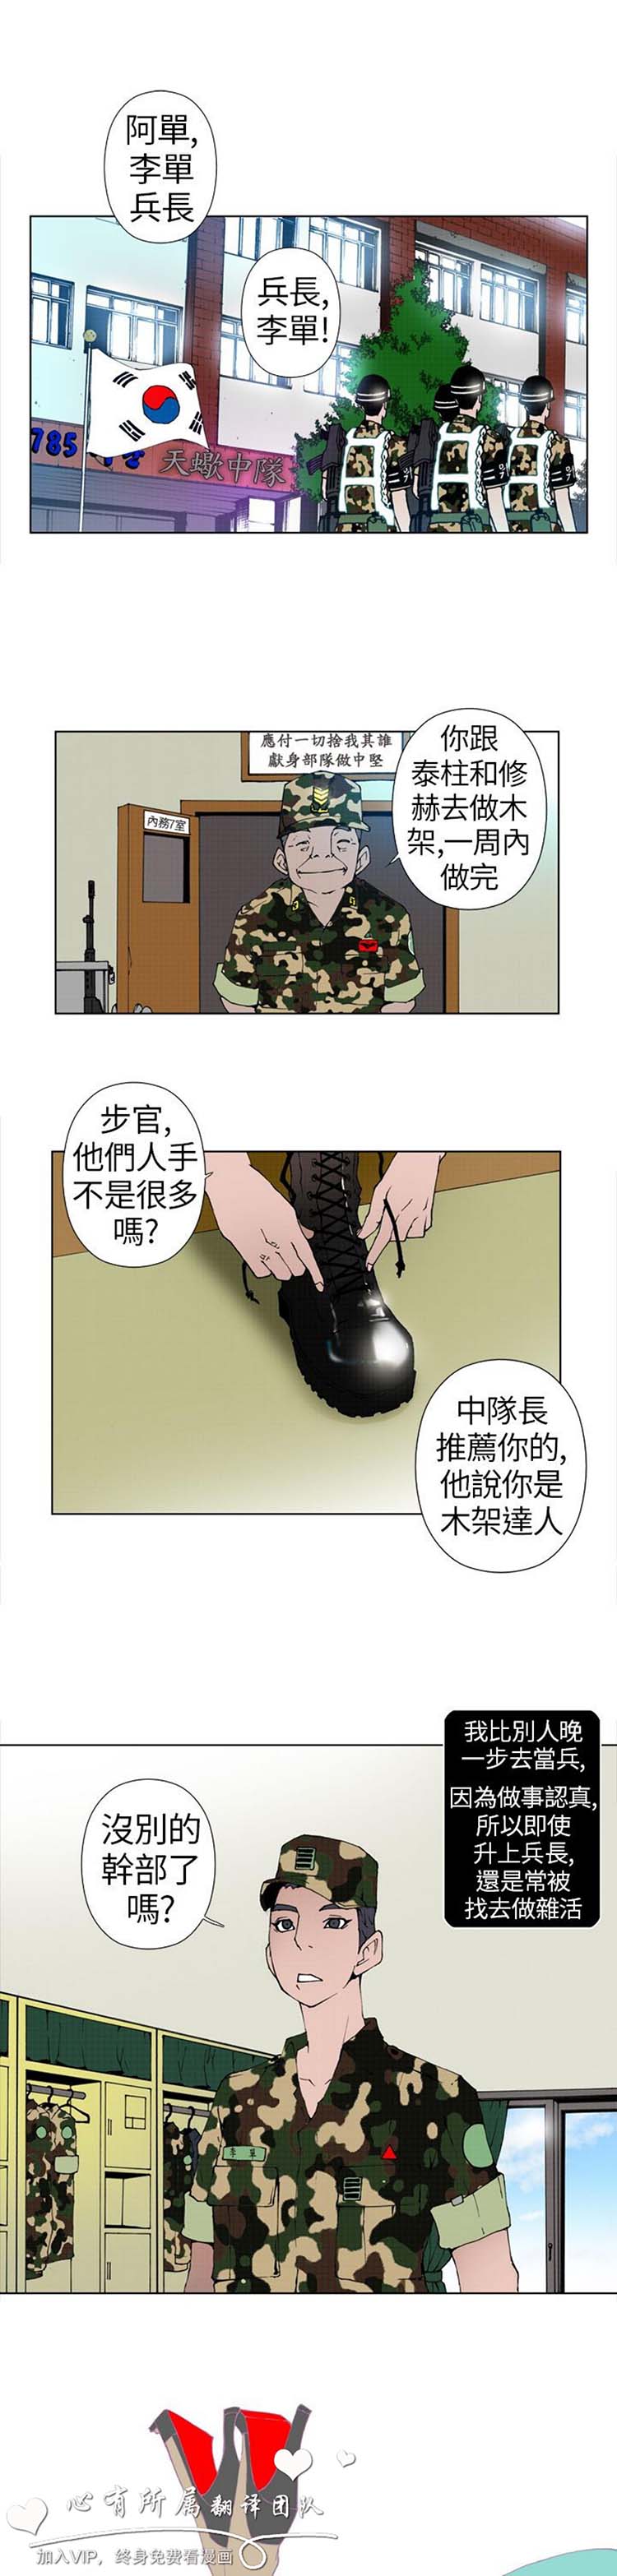 阿單,
李單
兵長
兵長,
李單!
785
天蠍中隊
應付一切捨我其誰
獻身部隊做中堅
內務7室
你跟
泰柱和修
赫去做木
架,一周內
做完
步官,
他們人手
不是很多
嗎?
中隊長
推薦你的,
他說你是
木架達人
我比別人晚
一步去當兵,
因為做事認真,
所以即使
升上兵長,
還是常被
找去做雜活
沒別的
幹部了
嗎?
李單
心有所属翻译团队
加入VIP，终身免费看漫画